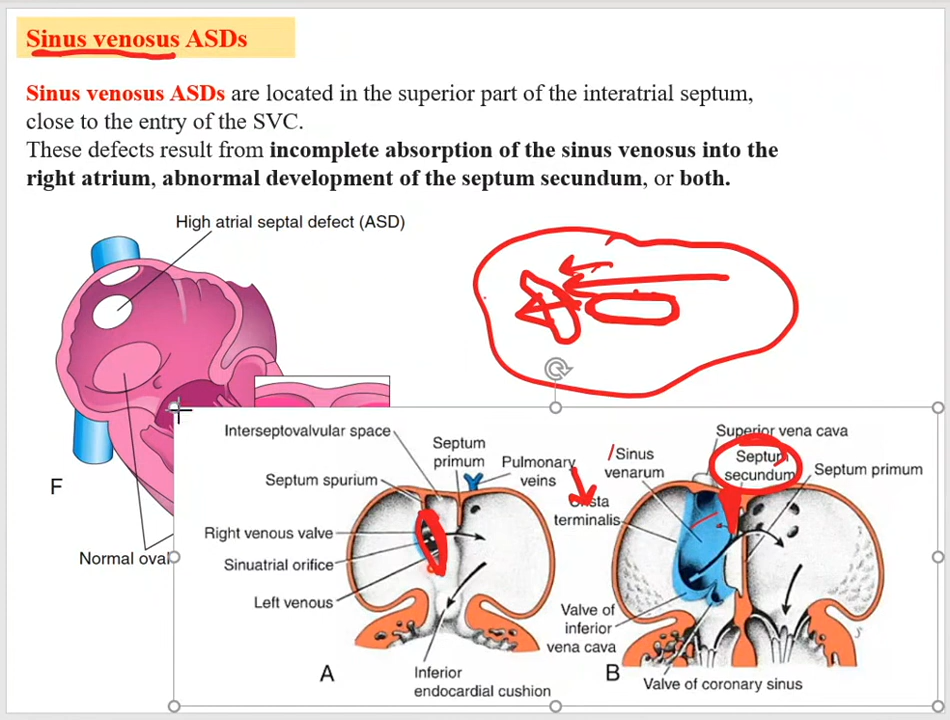 Sinus venosus ASDs
Sinus venosus ASDs are located in the superior part of the interatrial septum,
close to the entry of the SVC.
These defects result from incomplete absorption of the sinus venosus into the
right atrium, abnormal development of the septum secundum, or both.
High atrial septal defect (ASD)
F
Normal oval
Interseptovalvular space
Septum
primum
Septum spurium
Pulmonary
veins
Right venous valve
Sinuatrial orifice
Left venous
Inferior
endocardial cushion
A
Superior vena cava
Sinus
venarum
Septum
secundum
Septum primum
terminalis
Valve of
inferior
vena cava
B
Valve of coronary sinus